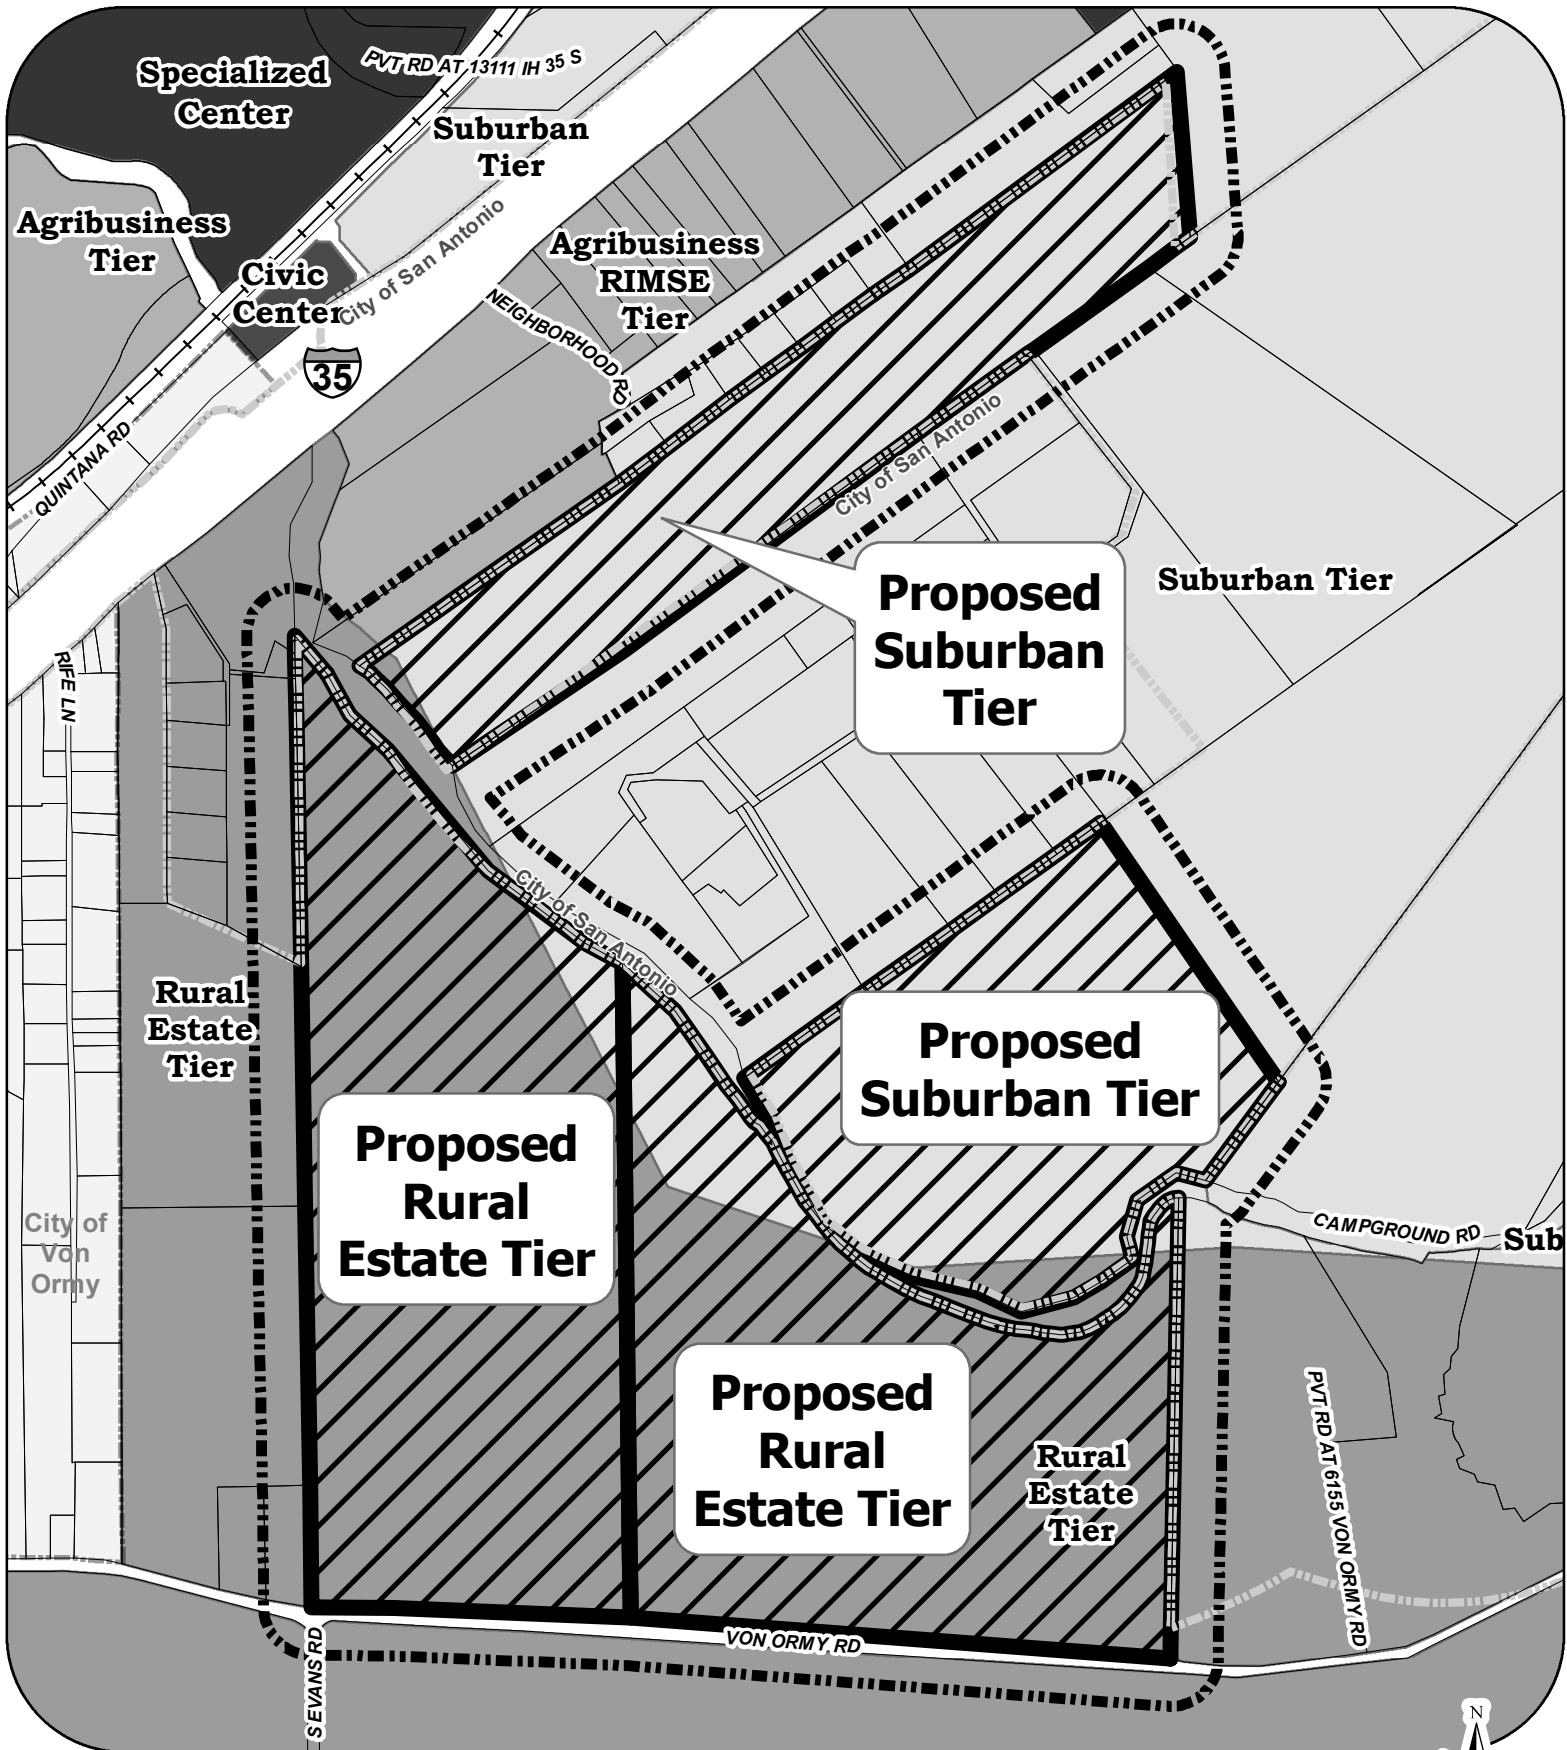 Specialized
Center
PVT RD AT 13111 IH 35 S
Suburban
Tier
Agribusiness
Tier
Civic
Center
City of San Antonio
Agribusiness
RIMSE
Tier
NEIGHBORHOOD RD
35
QUINTANA RD
City of San Antonio
Proposed
Suburban
Tier
Suburban Tier
RIFE LN
City of San Antonio
Rural
Estate
Tier
Proposed
Suburban Tier
Proposed
Rural
Estate Tier
City of
Von
Ormy
CAMPGROUND RD
Sub
Proposed
Rural
Estate Tier
Rural
Estate
Tier
PVT RD AT 6155 VON ORMY RD
VON ORMY RD
S EVANS RD
N